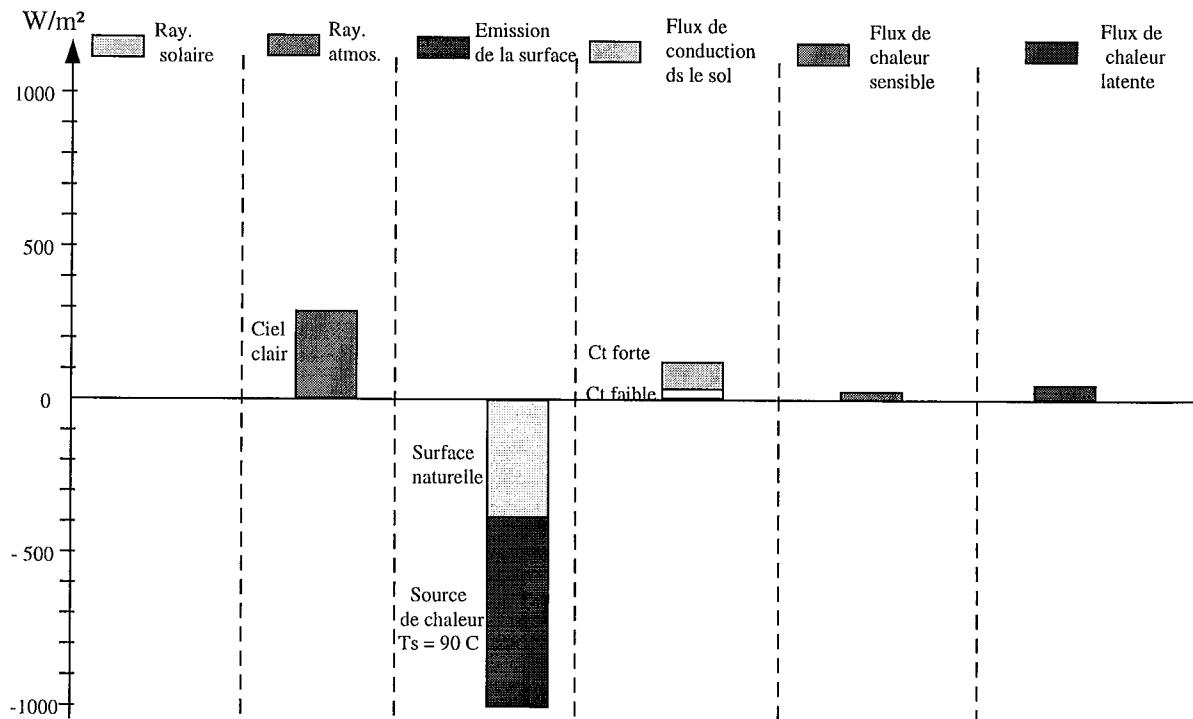 W/m²
Ray.
solaire
Ray.
atmos.
Emission
de la surface
Flux de
conduction
ds le sol
Flux de
chaleur
sensible
Flux de
chaleur
latente
1000
500
0
- 500
-1000
Ciel
clair
Surface
naturelle
Source
de chaleur
Ts = 90 C
Ct forte
Ct faible